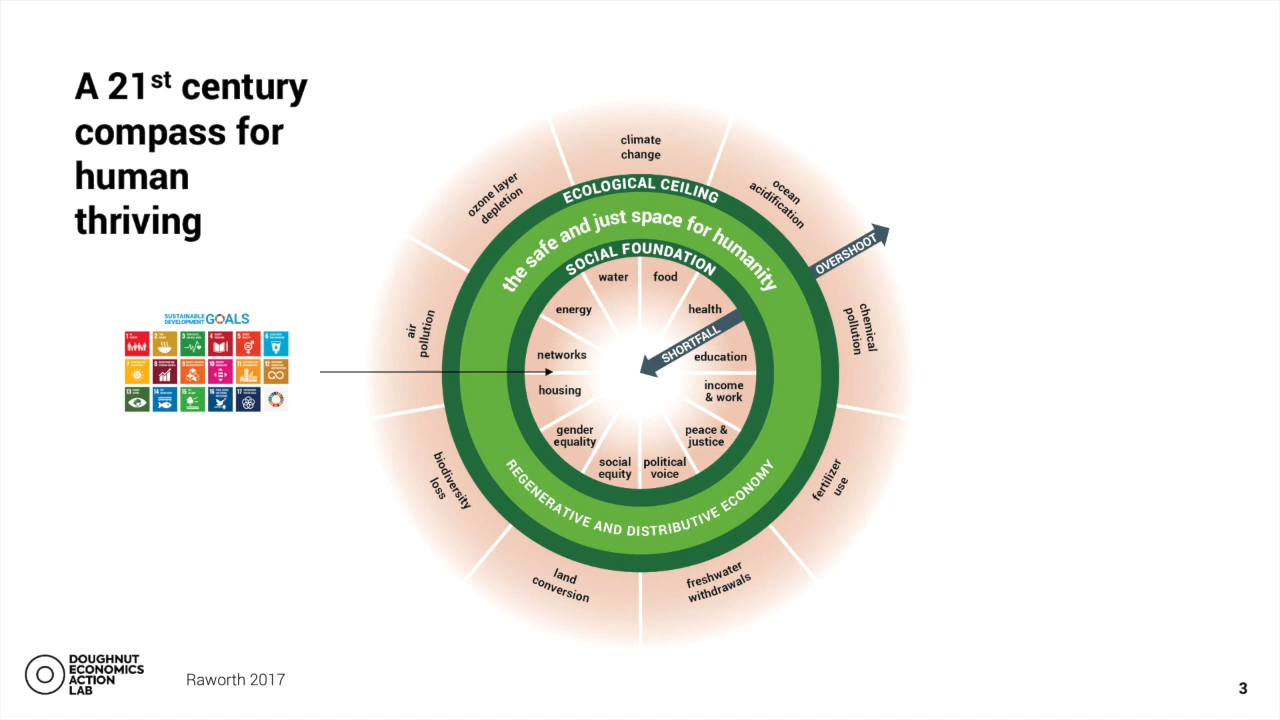 A 21st century
compass for
human
thriving
SUSTAINABLE
DEVELOPMENT
GOALS
climate
change
ocean
acidification
chemical
pollution
fertilizer
use
freshwater
withdrawals
land
conversion
biodiversity
loss
air
pollution
ozone layer
depletion
ECOLOGICAL CEILING
the safe and just space for humanity
SOCIAL FOUNDATION
OVERSHOOT
SHORTFALL
water
food
health
education
income
& work
peace &
justice
political
voice
social
equity
gender
equality
housing
networks
energy
REGENERATIVE AND DISTRIBUTIVE ECONOMY
DOUGHNUT
ECONOMICS
ACTION
LAB
Raworth 2017
3